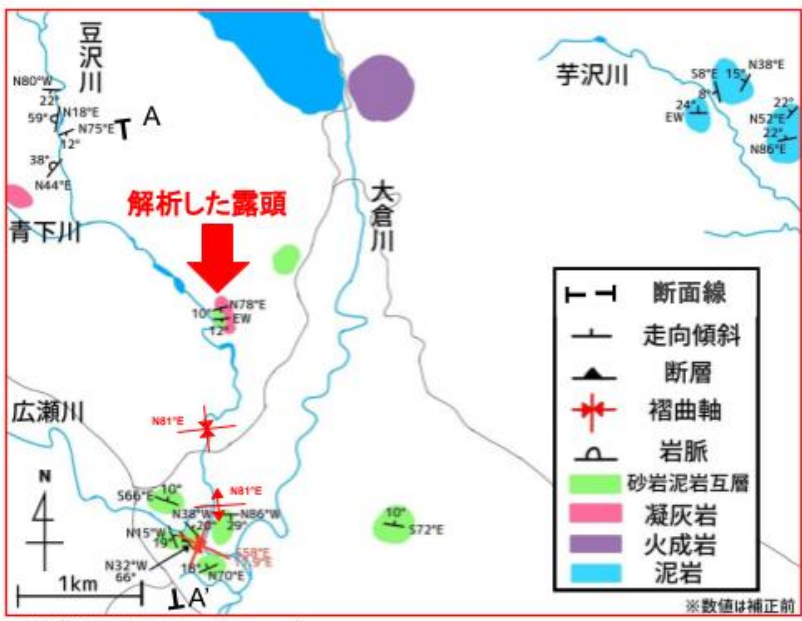 豆沢川
N80°W
22°
59°
N18°E
N75°E
12°
38°
N44°E
A
青下川
解析した露頭
大倉川
芋沢川
S8°E
15°
N38°E
8°
24°
EW
22°
N52°E
22°
N86°E
10°
N78°E
EW
12°
N81°E
広瀬川
N
1km
10°
S66°E
N81°E
N38°W
N86°W
20°
29°
N15°W
19°
S58°E
N32°W
66°
18°
N70°E
A'
10°
S72°E
断面線
走向傾斜
断層
褶曲軸
岩脈
砂岩泥岩互層
凝灰岩
火成岩
泥岩
※数値は補正前